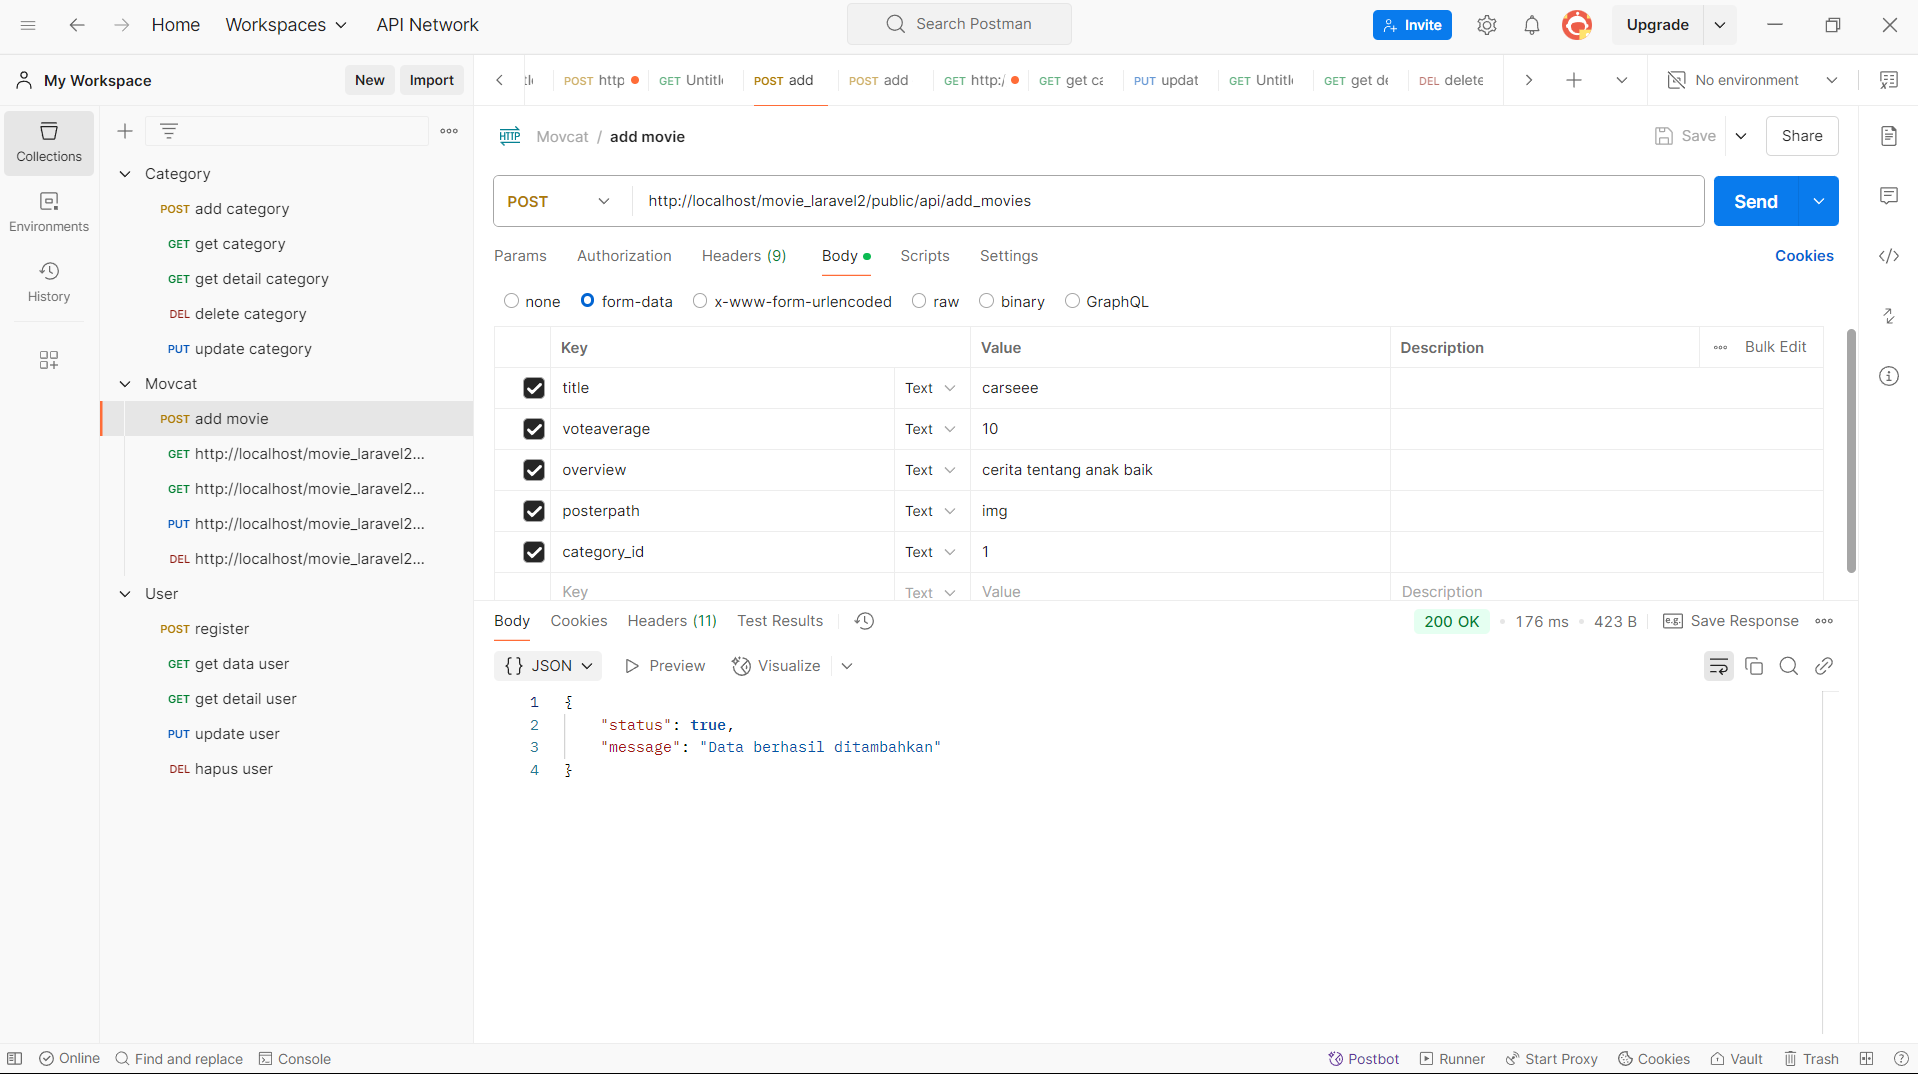 Home Workspaces API Network Search Postman Invite Upgrade
My Workspace New Import POST http GET Untitl POST add POST add GET http:/ GET get ca PUT updat GET Untitl GET get de DEL delete No environment
Collections
Environments
History
Category
POST add category
GET get category
GET get detail category
DEL delete category
PUT update category
Movcat
POST add movie
GET http://localhost/movie_laravel2...
GET http://localhost/movie_laravel2...
PUT http://localhost/movie_laravel2...
DEL http://localhost/movie_laravel2...
User
POST register
GET get data user
GET get detail user
PUT update user
DEL hapus user
HTTP Movcat / add movie Save Share
POST http://localhost/movie_laravel2/public/api/add_movies Send
Params Authorization Headers (9) Body Scripts Settings Cookies
none form-data x-www-form-urlencoded raw binary GraphQL
Key Value Description Bulk Edit
title Text carseee
voteaverage Text 10
overview Text cerita tentang anak baik
posterpath Text img
category_id Text 1
Key Text Value Description
Body Cookies Headers (11) Test Results 200 OK 176 ms 423 B e.g. Save Response
{} JSON Preview Visualize
1 {
2 "status": true,
3 "message": "Data berhasil ditambahkan"
4 }
Online Find and replace Console Postbot Runner Start Proxy Cookies Vault Trash